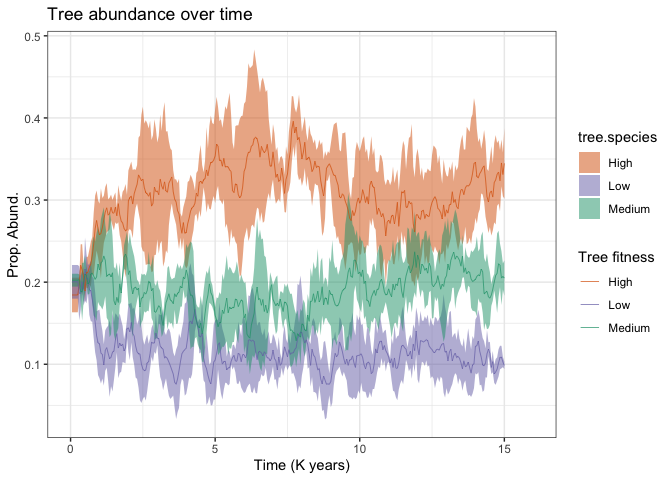 Tree abundance over time
0.5
0.4
0.3
0.2
0.1
Prop. Abund.
0
5
10
15
Time (K years)
tree.species
High
Low
Medium
Tree fitness
High
Low
Medium